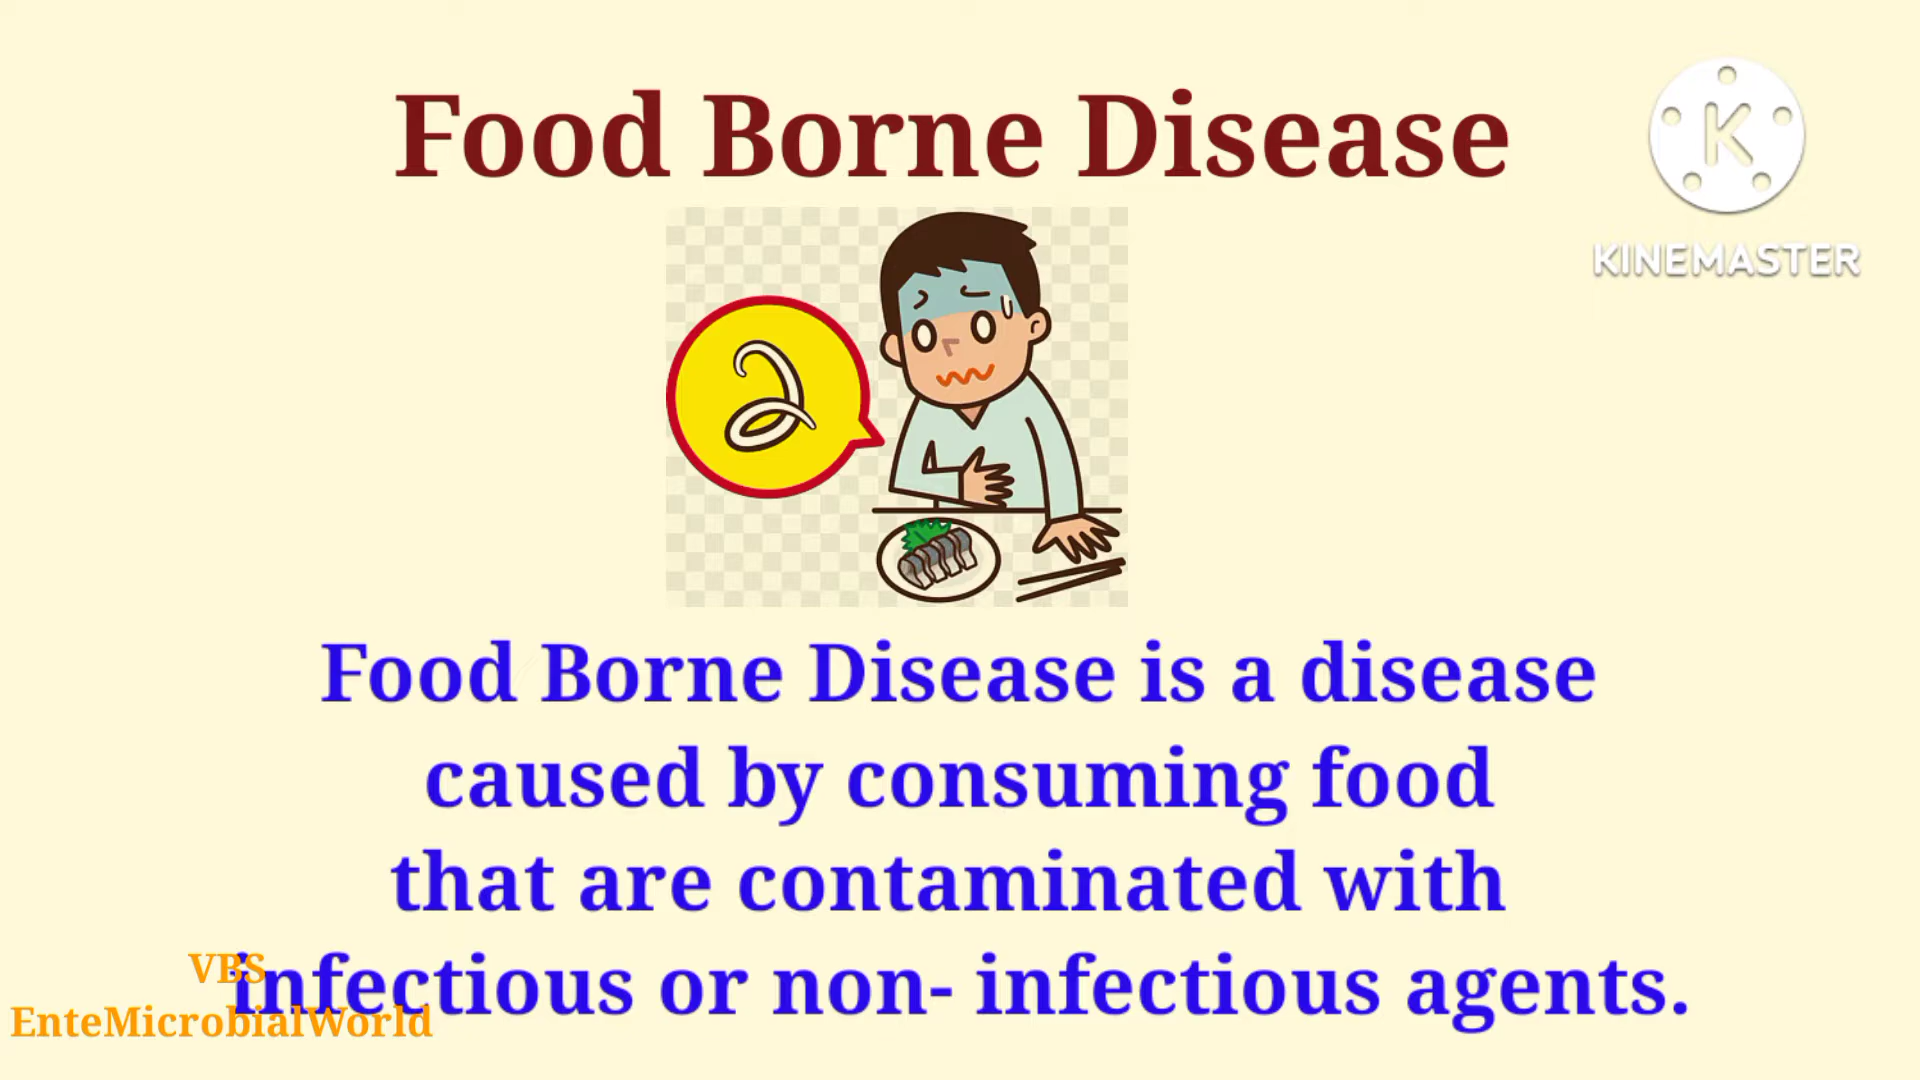 Food Borne Disease
K
KINEMASTER
Food Borne Disease is a disease
caused by consuming food
that are contaminated with
infectious or non- infectious agents.
VBS
EnteMicrobialWorld